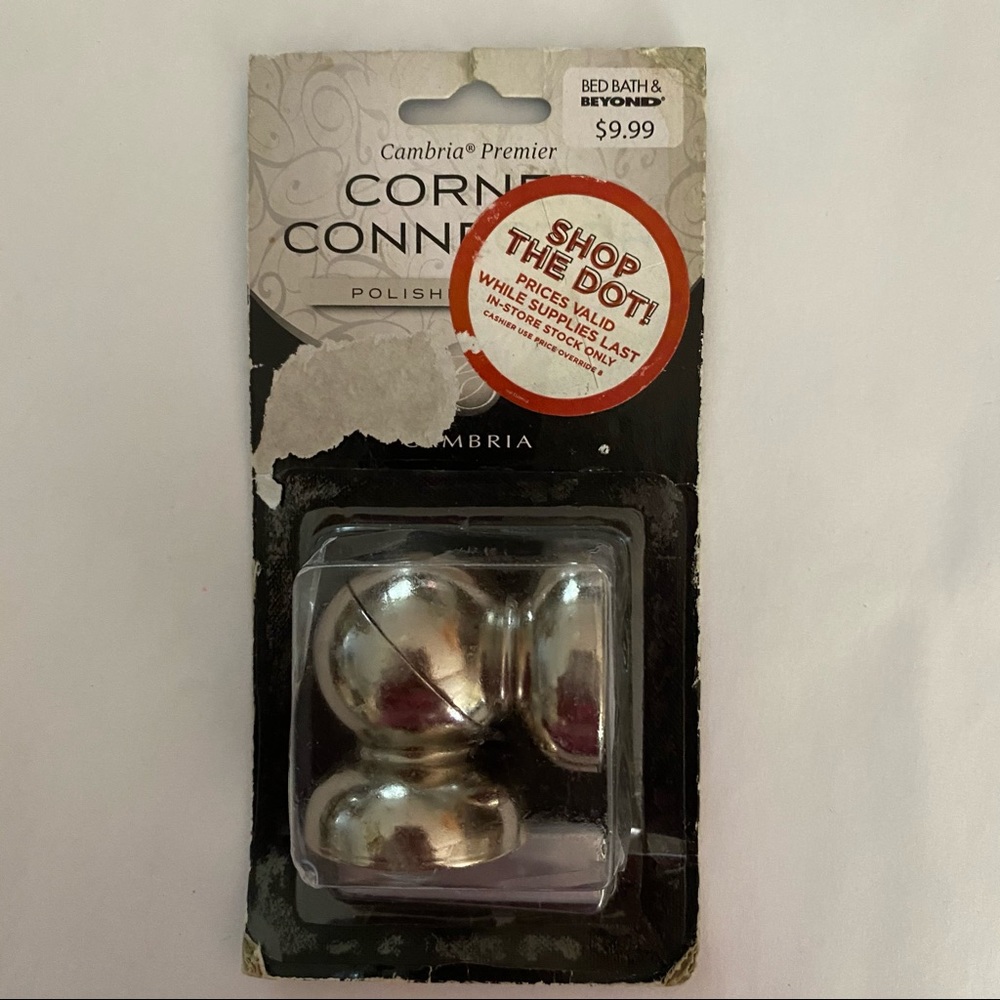 BED BATH &
BEYOND®
$9.99
Cambria® Premier
CORNE
CONNE
POLISH
SHOP
THE DOT!
PRICES VALID
WHILE SUPPLIES LAST
IN-STORE STOCK ONLY
CASHIER USE PRICE OVERRIDE 8
CAMBRIA